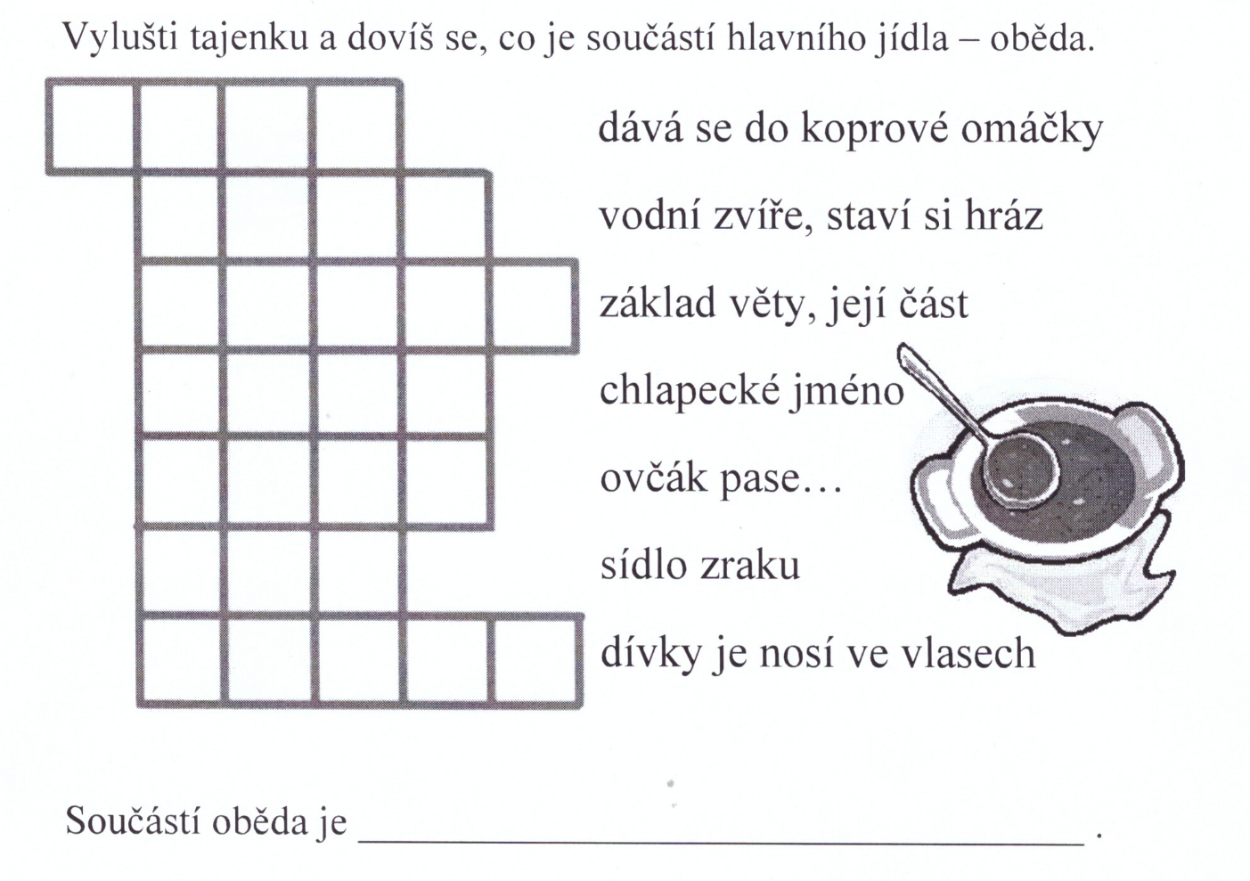 Vylušti tajenku a dovíš se, co je součástí hlavního jídla – oběda.
dává se do koprové omáčky
vodní zvíře, staví si hráz
základ věty, její část
chlapecké jméno
ovčák pase…
sídlo zraku
dívky je nosí ve vlasech
Součástí oběda je ______________________________ .